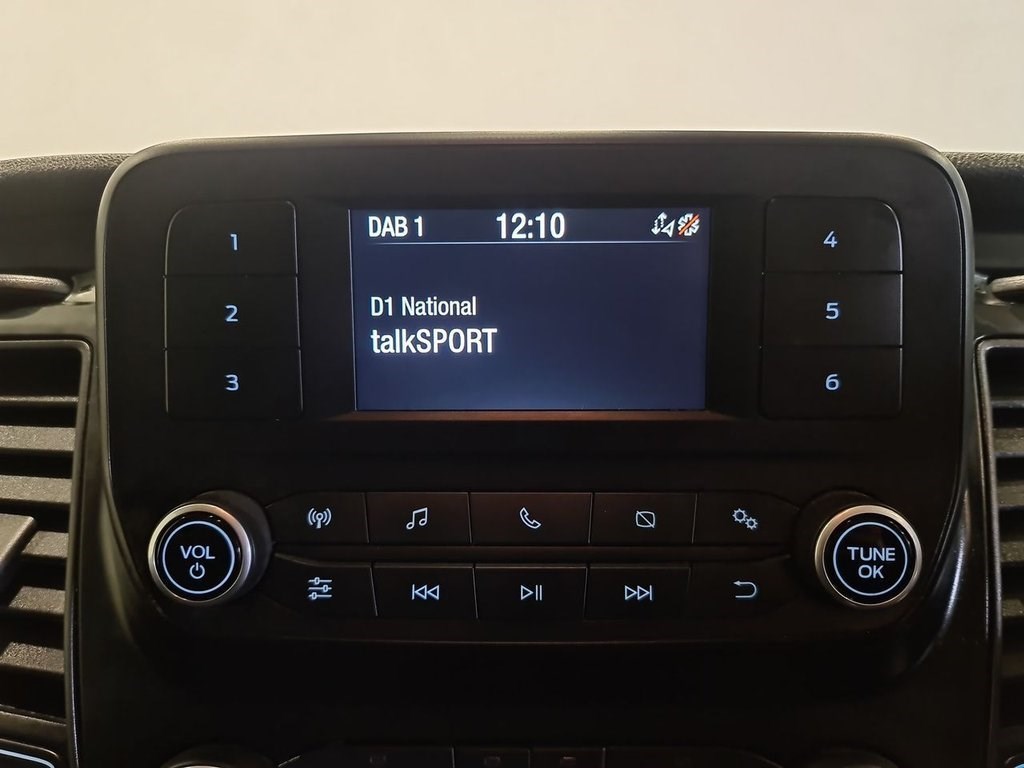 DAB 1 12:10
D1 National
talkSPORT
1
2
3
4
5
6
VOL
TUNE
OK